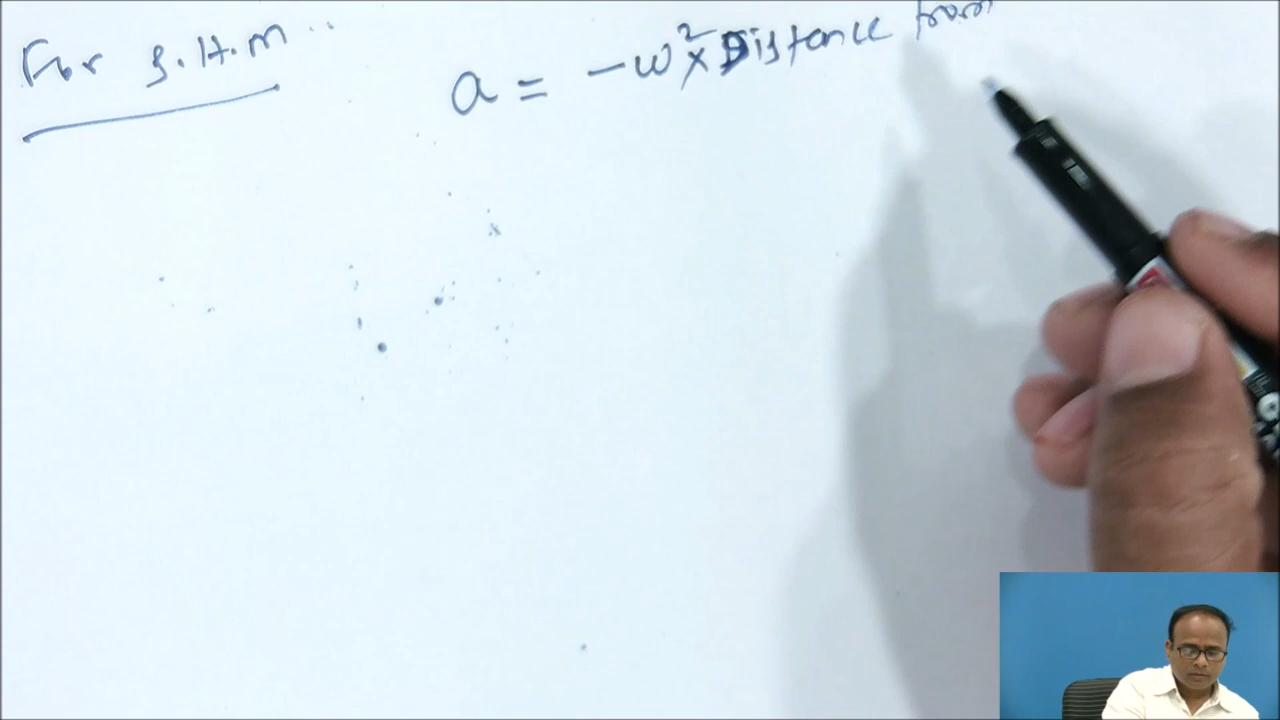 For S.H.M..
a = -ω²× Distance from